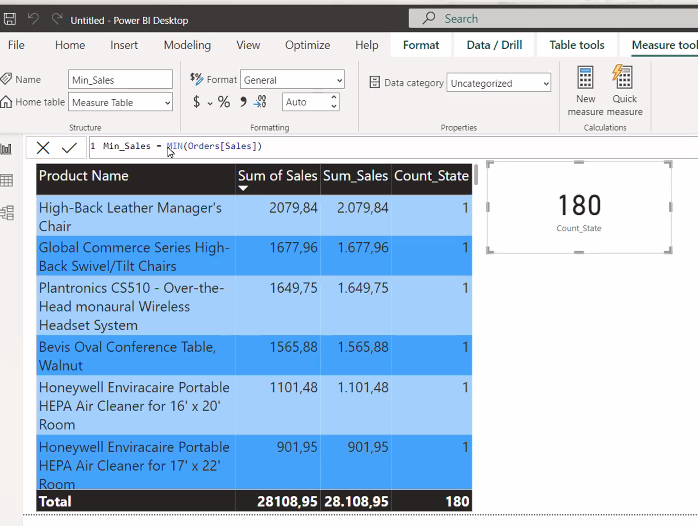 Untitled - Power BI Desktop
Search
File Home Insert Modeling View Optimize Help Format Data / Drill Table tools Measure tool
Name Min_Sales
Home table Measure Table
Structure
Format General
$ % Auto
Formatting
Data category Uncategorized
Properties
New measure
Quick measure
Calculations
1 Min_Sales = MIN(Orders[Sales])
Product Name Sum of Sales Sum_Sales Count_State
High-Back Leather Manager's 2079,84 2.079,84 1
Chair
Global Commerce Series High- 1677,96 1.677,96 1
Back Swivel/Tilt Chairs
Plantronics CS510 - Over-the- 1649,75 1.649,75 1
Head monaural Wireless
Headset System
Bevis Oval Conference Table, 1565,88 1.565,88 1
Walnut
Honeywell Enviracaire Portable 1101,48 1.101,48 1
HEPA Air Cleaner for 16' x 20'
Room
Honeywell Enviracaire Portable 901,95 901,95 1
HEPA Air Cleaner for 17' x 22'
Room
Total 28108,95 28.108,95 180
180
Count_State